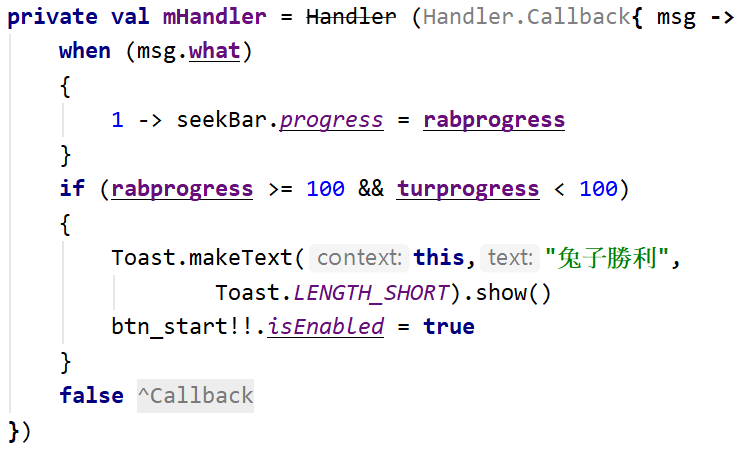 private val mHandler = Handler (Handler.Callback{ msg ->
when (msg.what)
{
1 -> seekBar.progress = rabprogress
}
if (rabprogress >= 100 && turprogress < 100)
{
Toast.makeText( context: this, text: "兔子勝利",
Toast.LENGTH_SHORT).show()
btn_start!!.isEnabled = true
}
false ^Callback
})